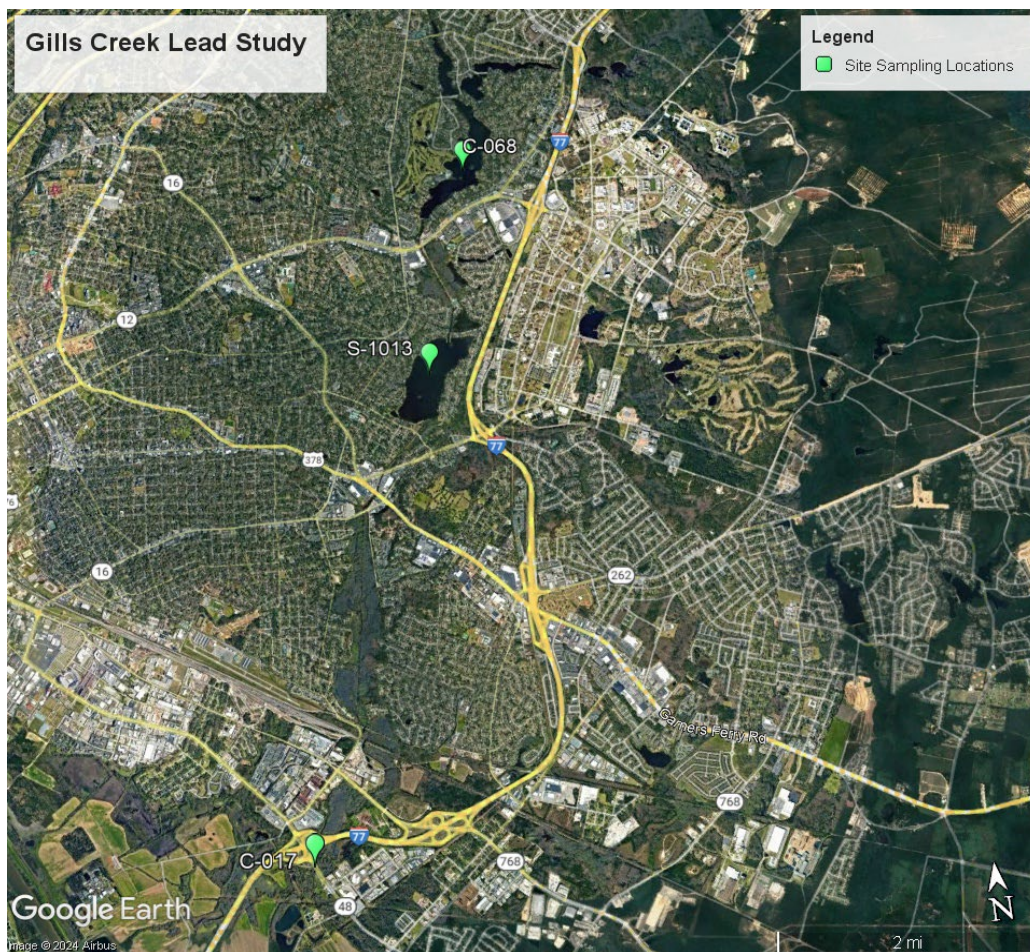 Gills Creek Lead Study
Legend
Site Sampling Locations
C-068
77
16
12
S-1013
77
378
16
262
Garners Ferry Rd
768
C-017
77
768
48
Google Earth
N
2 mi
Image © 2024 Airbus